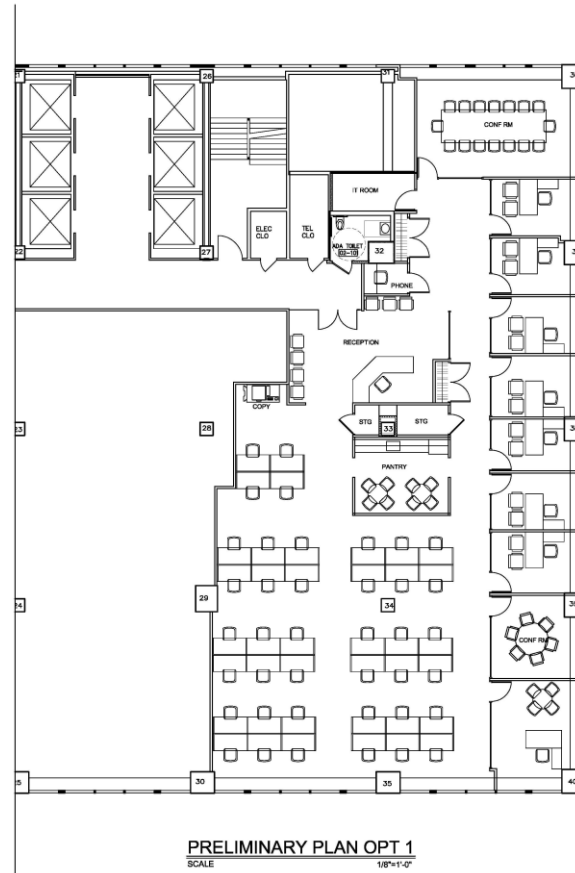 26
31
CONF RM
IT ROOM
ELEC
CLO
TEL
CLO
ADA TOILET
32
22
27
PHONE
RECEPTION
COPY
STG
33
STG
23
28
PANTRY
29
24
34
CONF RM
30
35
40
PRELIMINARY PLAN OPT 1
SCALE
1/8"=1'-0"